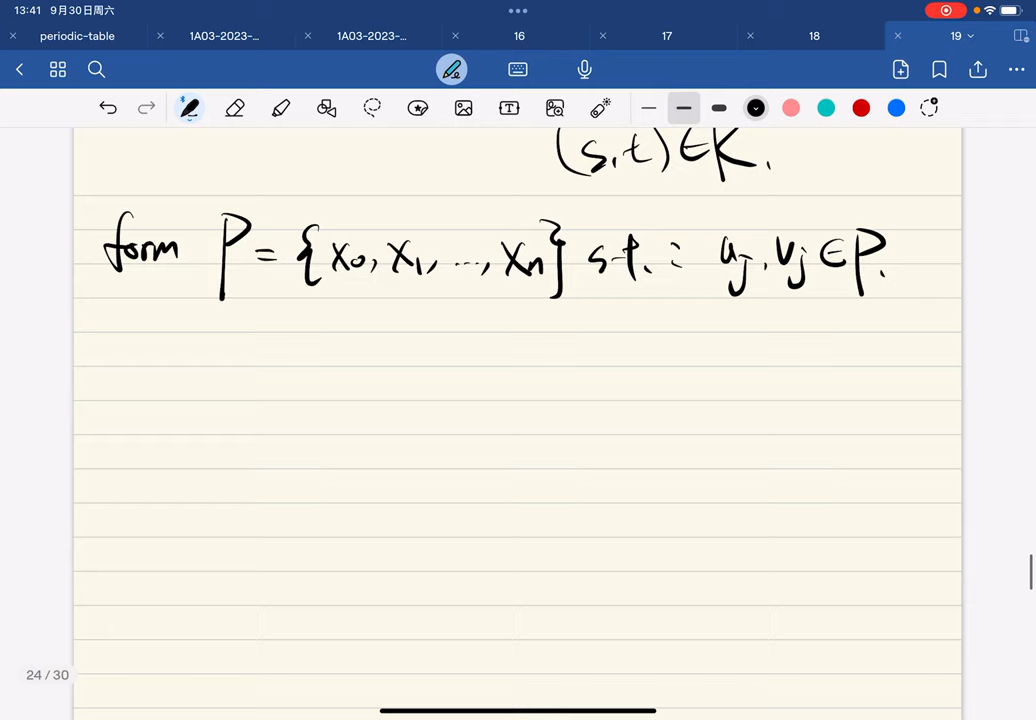 13:41 9月30日周六
periodic-table 1A03-2023-... 1A03-2023-... 16 17 18 19
(s,t)∈K.
form P = {x₀, x₁, ..., xₙ} s.t. : uⱼ, vⱼ ∈ P.
24 / 30